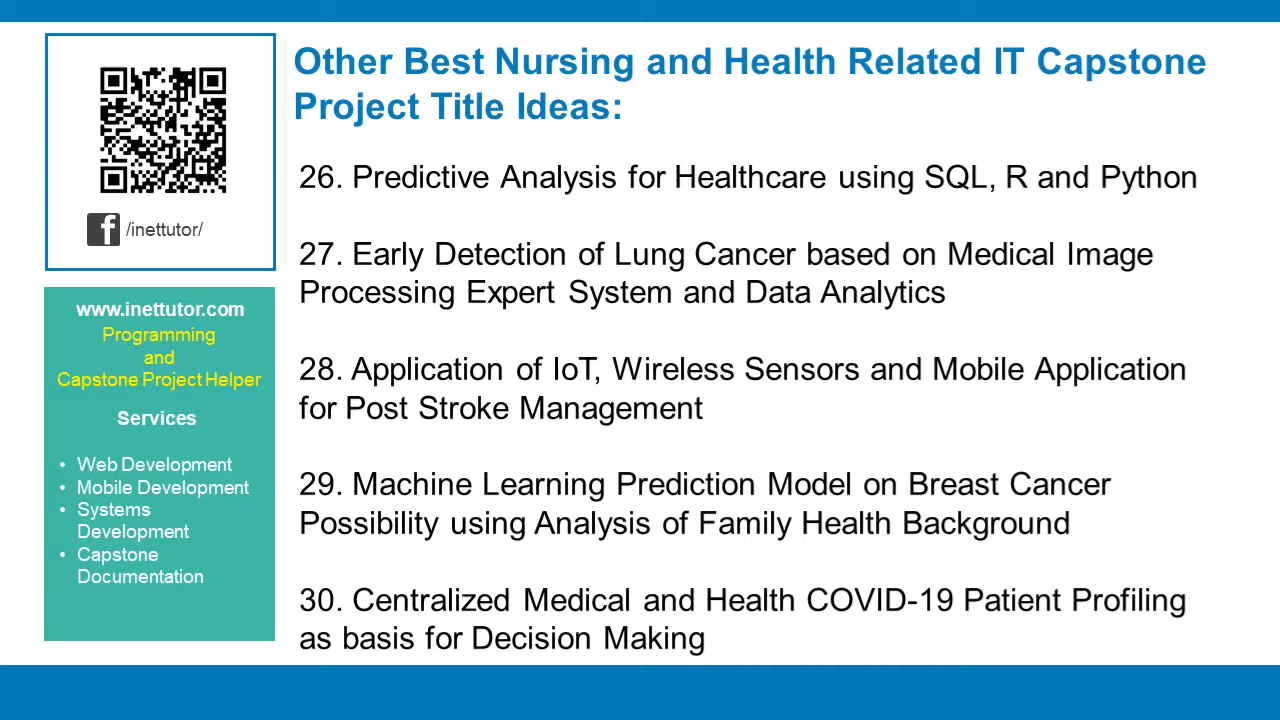 /inettutor/
www.inettutor.com
Programming
and
Capstone Project Helper
Services
• Web Development
• Mobile Development
• Systems
Development
• Capstone
Documentation
Other Best Nursing and Health Related IT Capstone
Project Title Ideas:
26. Predictive Analysis for Healthcare using SQL, R and Python
27. Early Detection of Lung Cancer based on Medical Image
Processing Expert System and Data Analytics
28. Application of IoT, Wireless Sensors and Mobile Application
for Post Stroke Management
29. Machine Learning Prediction Model on Breast Cancer
Possibility using Analysis of Family Health Background
30. Centralized Medical and Health COVID-19 Patient Profiling
as basis for Decision Making